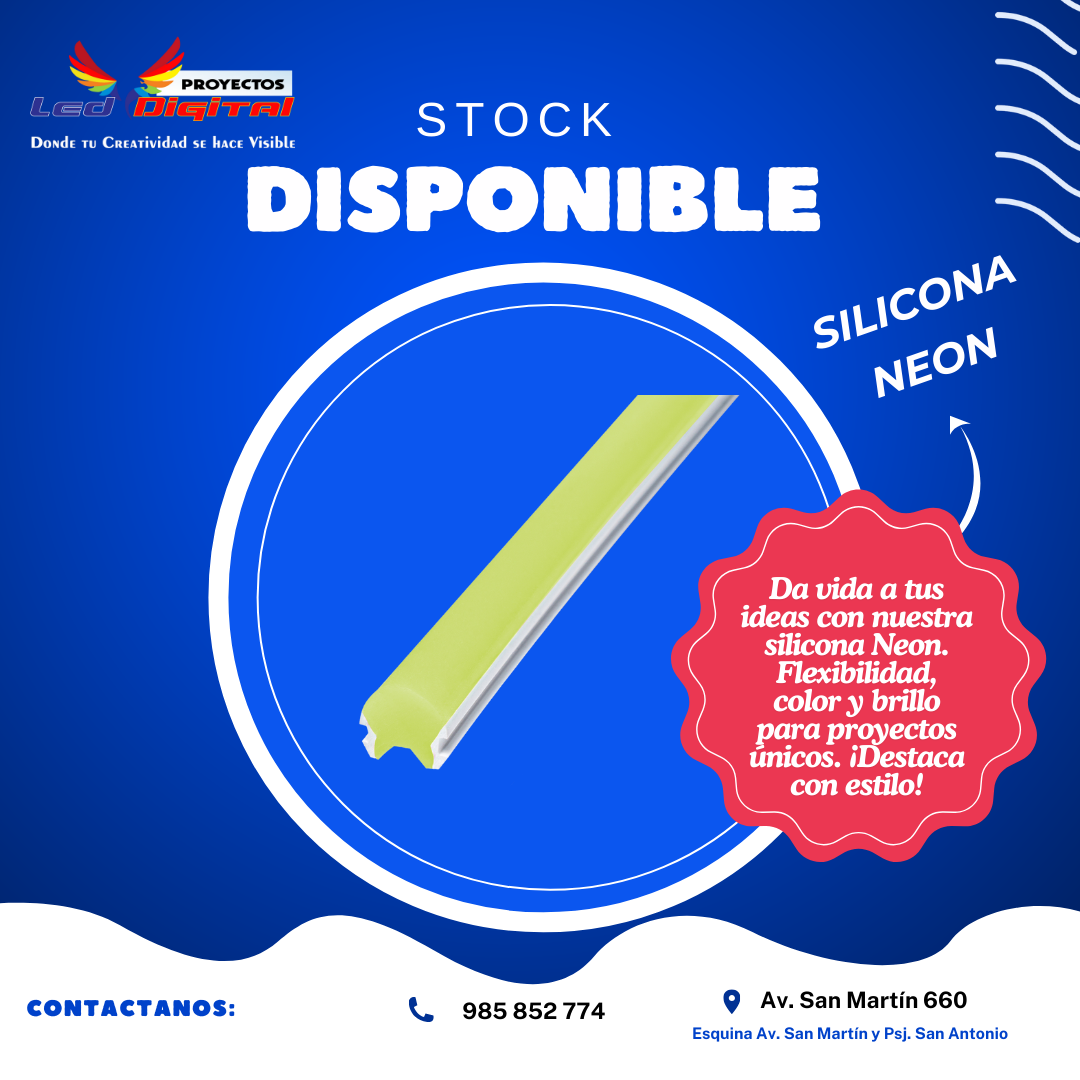 PROYECTOS
Led Digital
Donde tu Creatividad se hace Visible
STOCK
DISPONIBLE
SILICONA
NEON
Da vida a tus
ideas con nuestra
silicona Neon.
Flexibilidad,
color y brillo
para proyectos
únicos. ¡Destaca
con estilo!
CONTACTANOS:
985 852 774
Av. San Martín 660
Esquina Av. San Martín y Psj. San Antonio